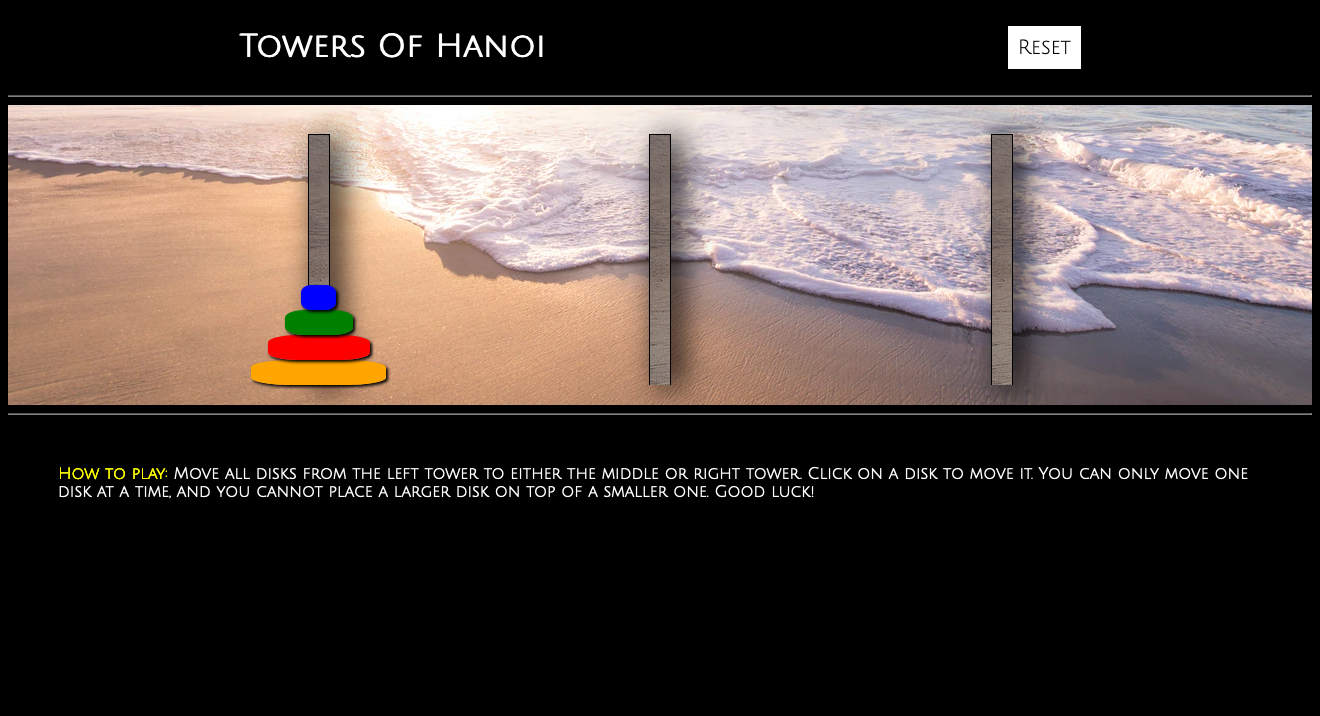 Towers Of Hanoi
Reset
How to play: Move all disks from the left tower to either the middle or right tower. Click on a disk to move it. You can only move one
disk at a time, and you cannot place a larger disk on top of a smaller one. Good luck!